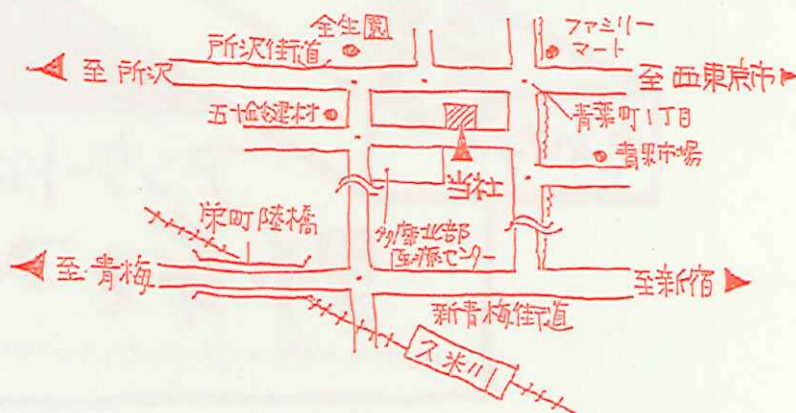 全生園
ファミリー
マート
所沢街道
至 所沢
至 西東京市
五十嵐建材
青葉町1丁目
青果市場
当社
栄町陸橋
多摩北部
医療センター
至 青梅
至新宿
新青梅街道
久米川